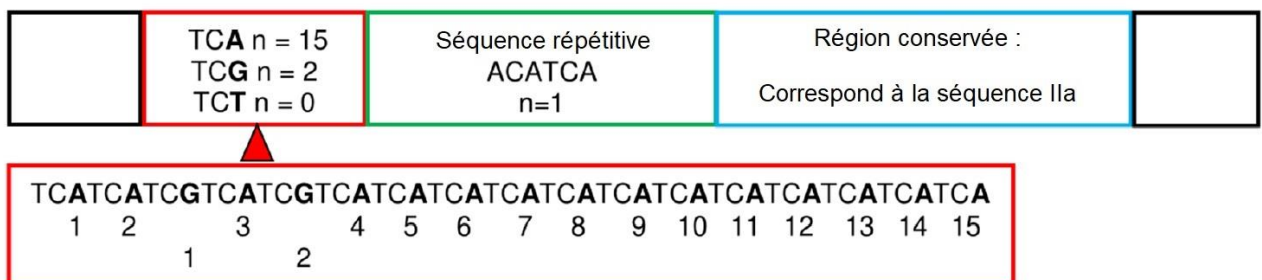 TCA n = 15
TCG n = 2
TCT n = 0
Séquence répétitive
ACATCA
n=1
Région conservée :
Correspond à la séquence IIa
TCATCATCGTCATCGTCATCATCATCATCATCATCATCATCATCATCATCA
1 2 3 4 5 6 7 8 9 10 11 12 13 14 15
1 2